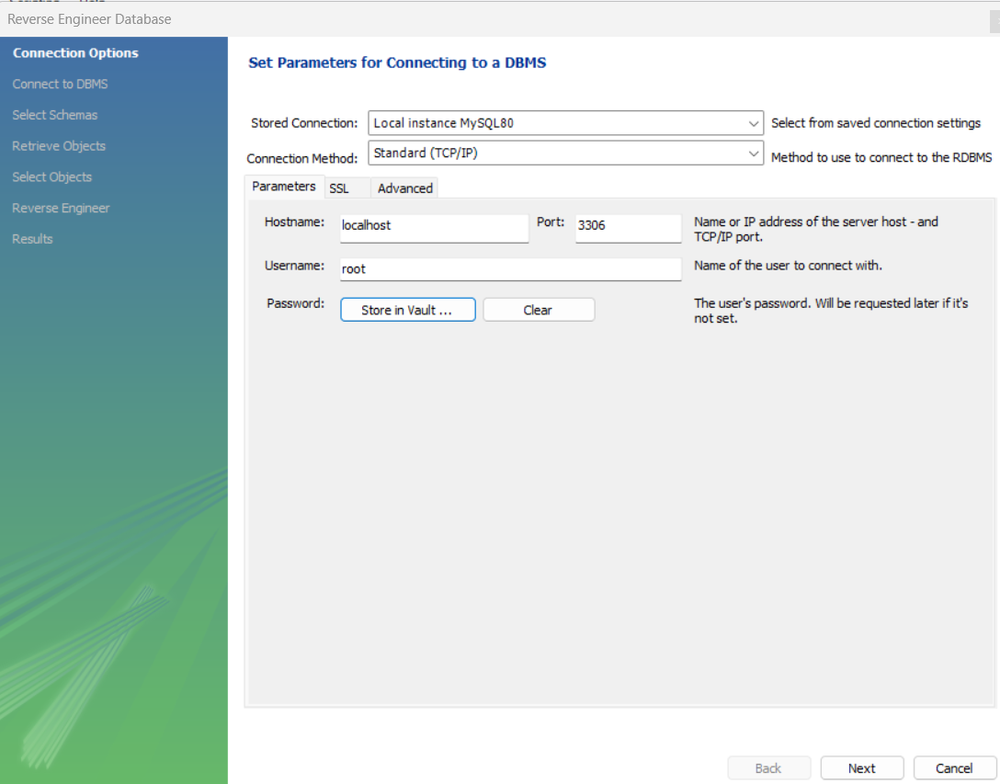 Reverse Engineer Database
Connection Options
Connect to DBMS
Select Schemas
Retrieve Objects
Select Objects
Reverse Engineer
Results
Set Parameters for Connecting to a DBMS
Stored Connection: Local instance MySQL80 Select from saved connection settings
Connection Method: Standard (TCP/IP) Method to use to connect to the RDBMS
Parameters SSL Advanced
Hostname: localhost Port: 3306 Name or IP address of the server host - and
TCP/IP port.
Username: root Name of the user to connect with.
Password: Store in Vault ... Clear The user's password. Will be requested later if it's
not set.
Back Next Cancel